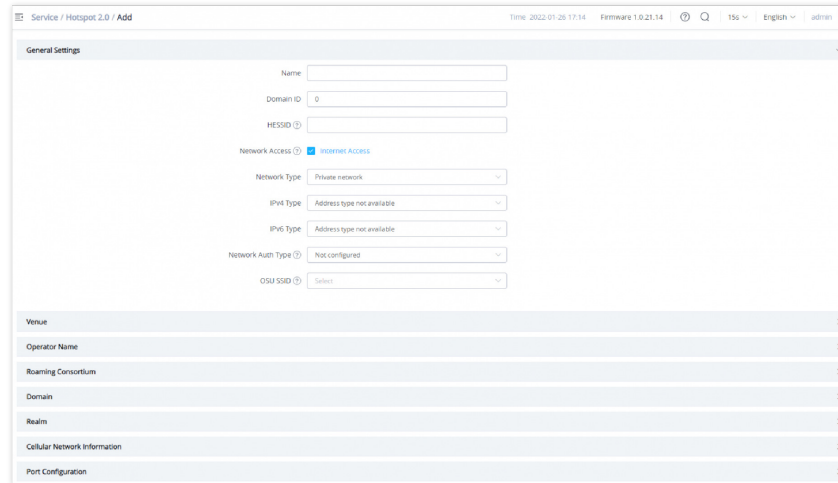 Service / Hotspot 2.0 / Add Time 2022-01-26 17:14 Firmware 1.0.21.14 15s English admin
General Settings
Name
Domain ID 0
HESSID
Network Access Internet Access
Network Type Private network
IPv4 Type Address type not available
IPv6 Type Address type not available
Network Auth Type Not configured
OSU SSID Select
Venue
Operator Name
Roaming Consortium
Domain
Realm
Cellular Network Information
Port Configuration